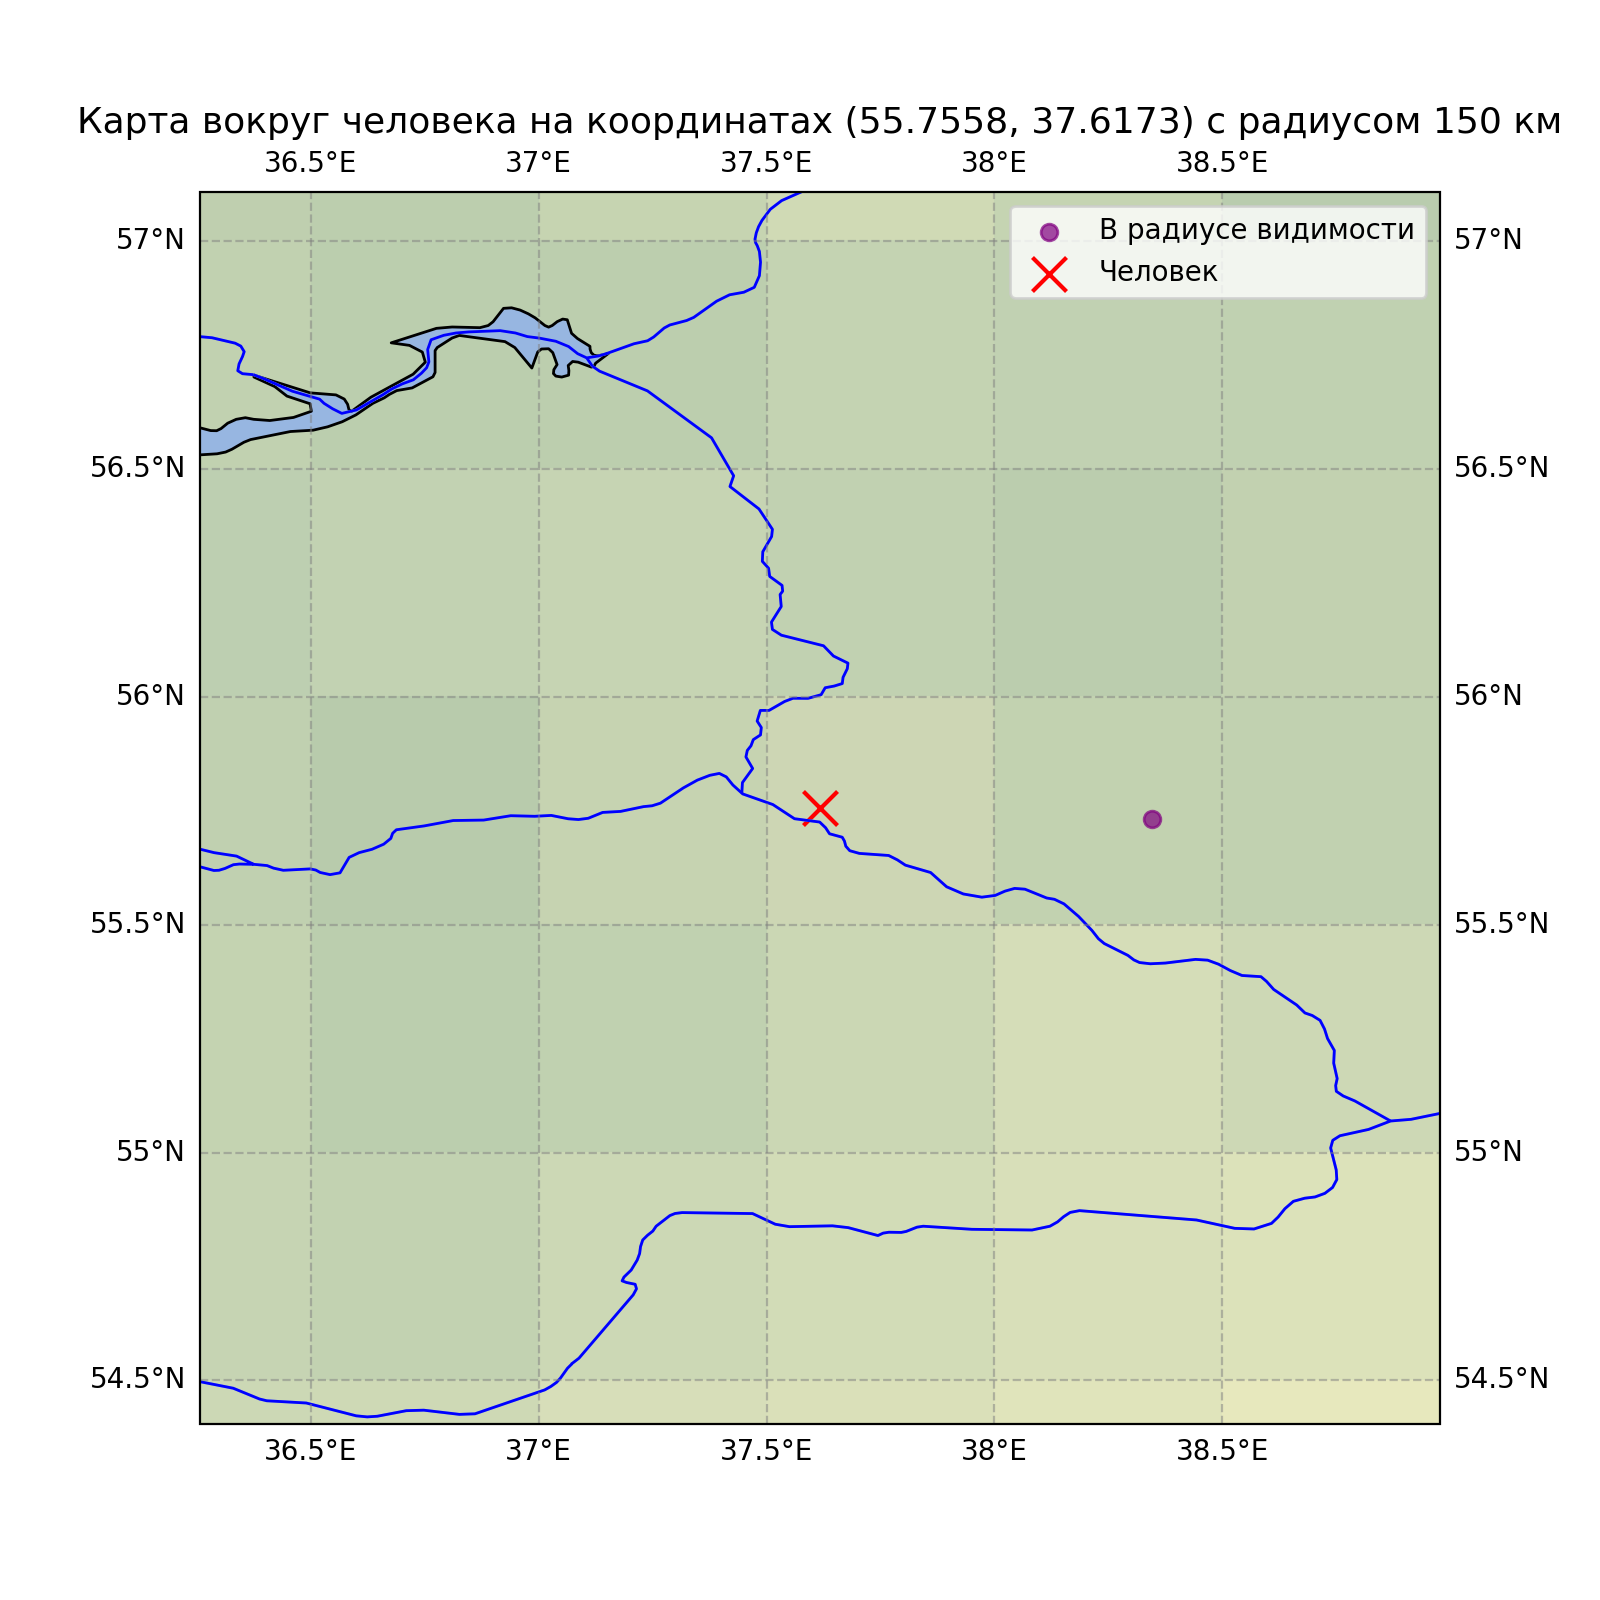 Карта вокруг человека на координатах (55.7558, 37.6173) с радиусом 150 км
36.5°E 37°E 37.5°E 38°E 38.5°E
В радиусе видимости
Человек
57°N 57°N
56.5°N 56.5°N
56°N 56°N
55.5°N 55.5°N
55°N 55°N
54.5°N 54.5°N
36.5°E 37°E 37.5°E 38°E 38.5°E